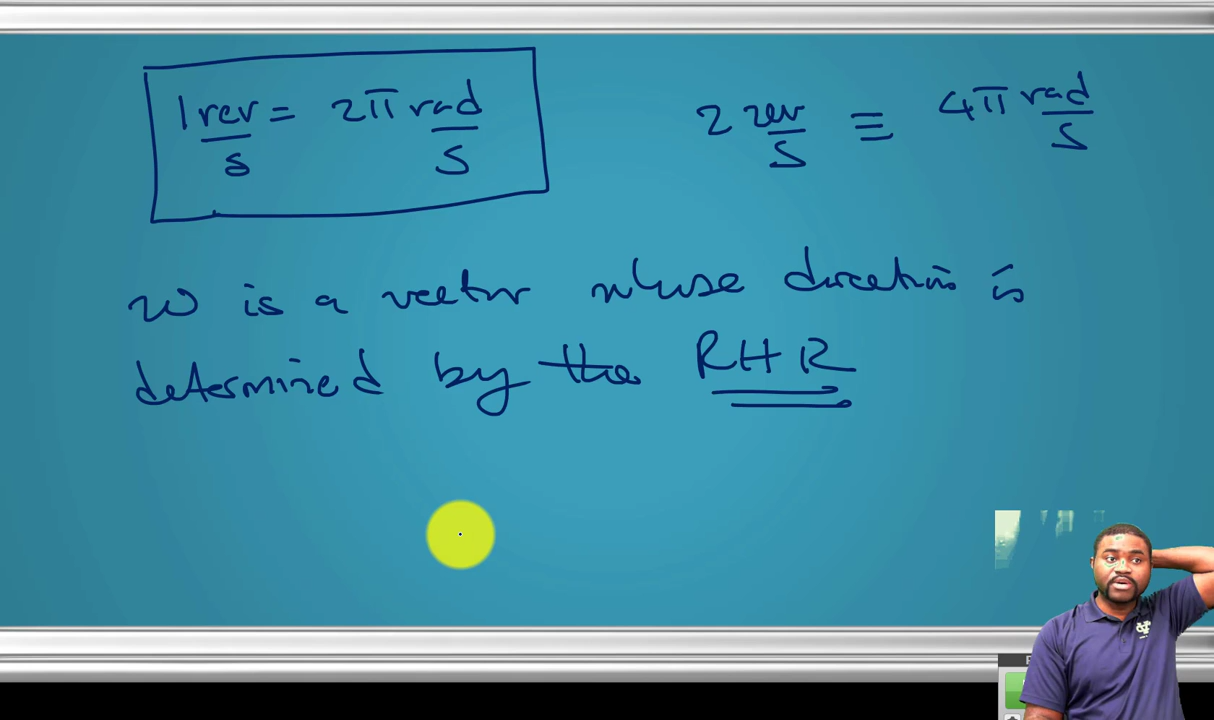 1 rev/s = 2π rad/s
2 rev/s ≡ 4π rad/s
w is a vector whose direction is
determined by the RHR